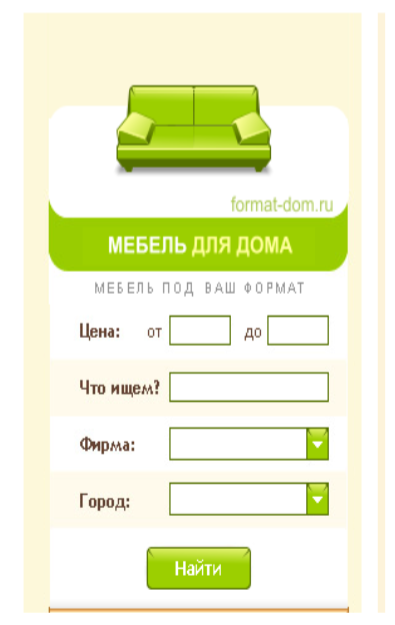 format-dom.ru
МЕБЕЛЬ ДЛЯ ДОМА
МЕБЕЛЬ ПОД ВАШ ФОРМАТ
Цена: от до
Что ищем?
Фирма:
Город:
Найти